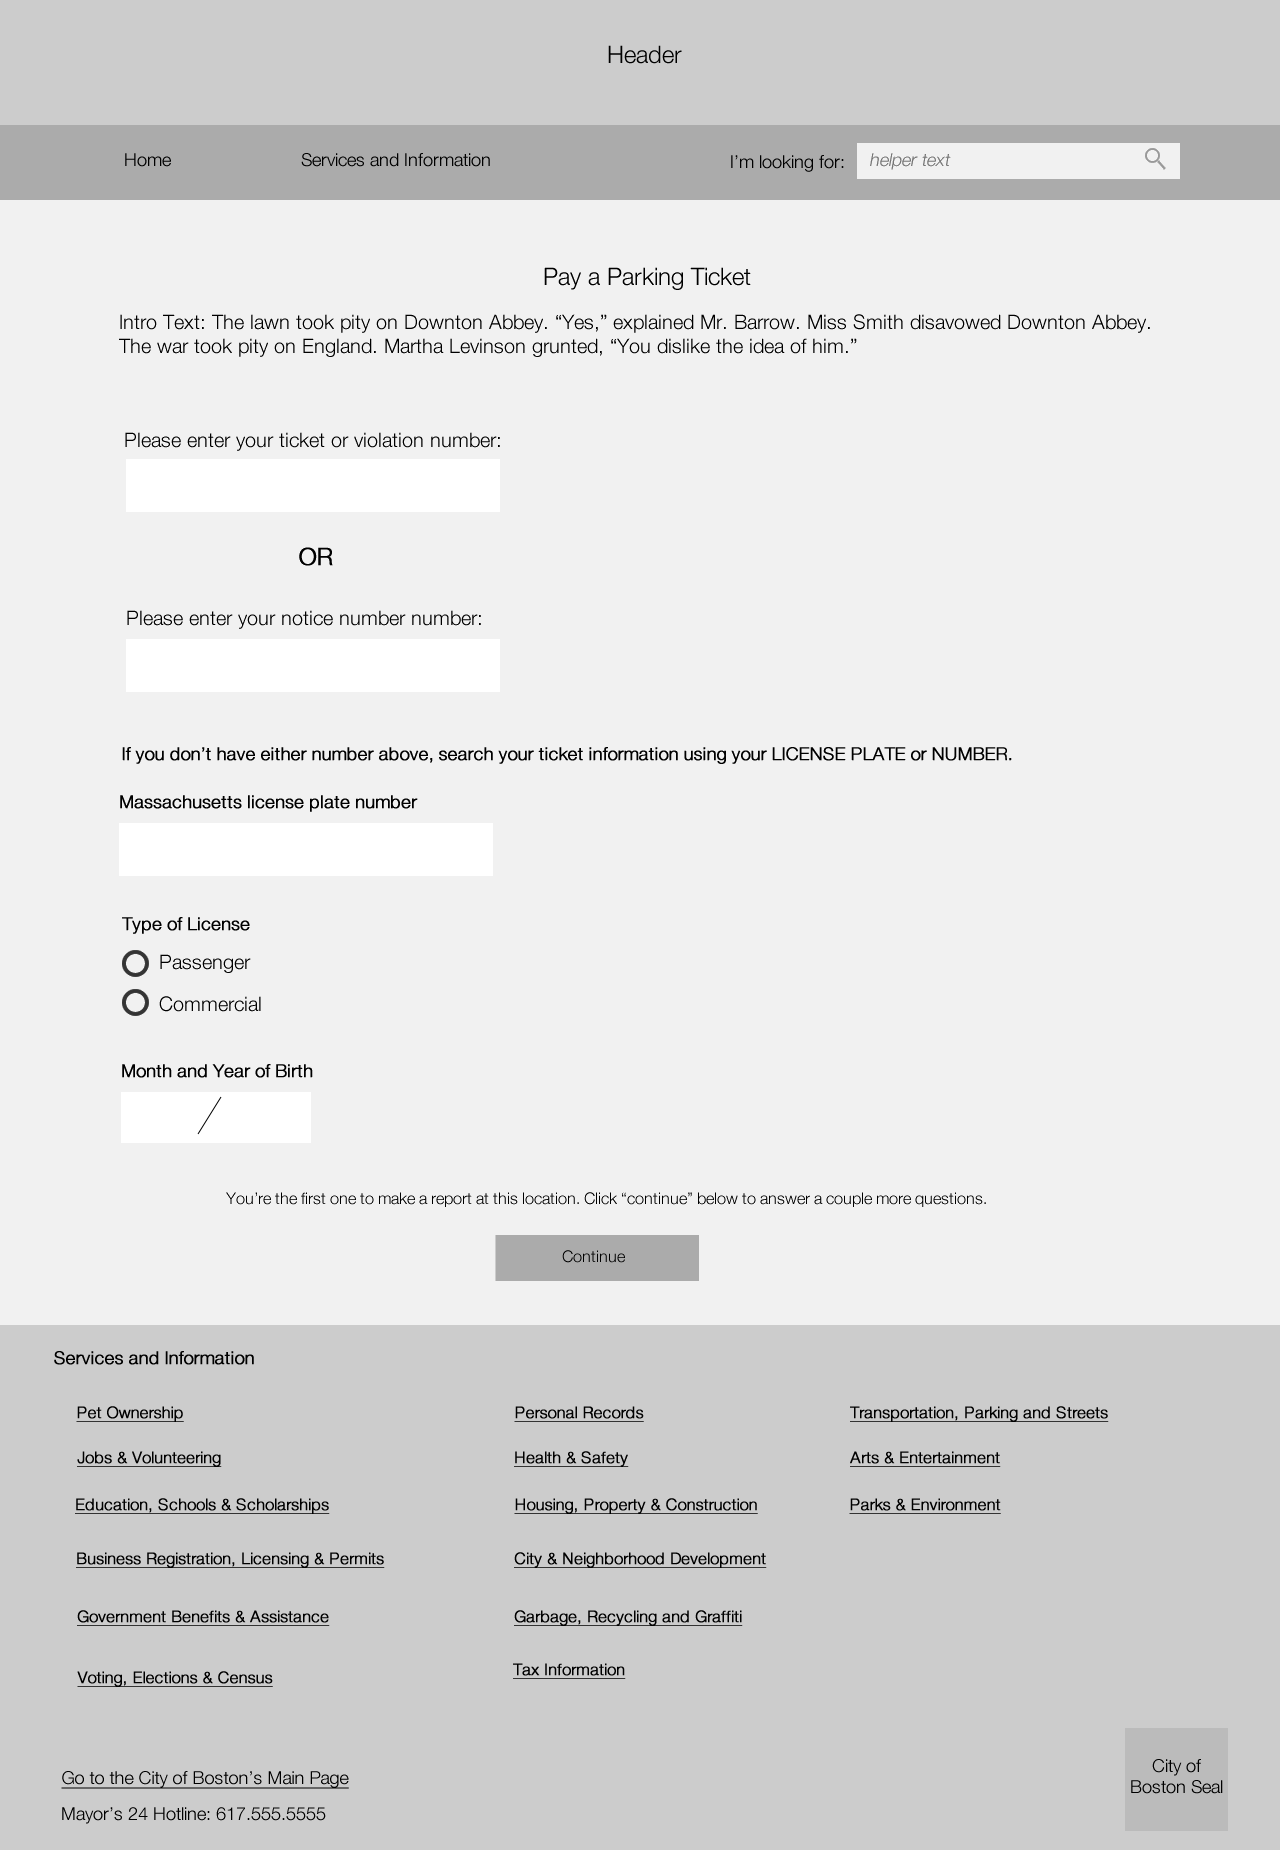 Header
Home
Services and Information
I’m looking for:
helper text
Pay a Parking Ticket
Intro Text: The lawn took pity on Downton Abbey. “Yes,” explained Mr. Barrow. Miss Smith disavowed Downton Abbey.
The war took pity on England. Martha Levinson grunted, “You dislike the idea of him.”
Please enter your ticket or violation number:
OR
Please enter your notice number number:
If you don’t have either number above, search your ticket information using your LICENSE PLATE or NUMBER.
Massachusetts license plate number
Type of License
Passenger
Commercial
Month and Year of Birth
/
You’re the first one to make a report at this location. Click “continue” below to answer a couple more questions.
Continue
Services and Information
Pet Ownership
Jobs & Volunteering
Education, Schools & Scholarships
Business Registration, Licensing & Permits
Government Benefits & Assistance
Voting, Elections & Census
Personal Records
Health & Safety
Housing, Property & Construction
City & Neighborhood Development
Garbage, Recycling and Graffiti
Tax Information
Transportation, Parking and Streets
Arts & Entertainment
Parks & Environment
Go to the City of Boston’s Main Page
Mayor’s 24 Hotline: 617.555.5555
City of
Boston Seal